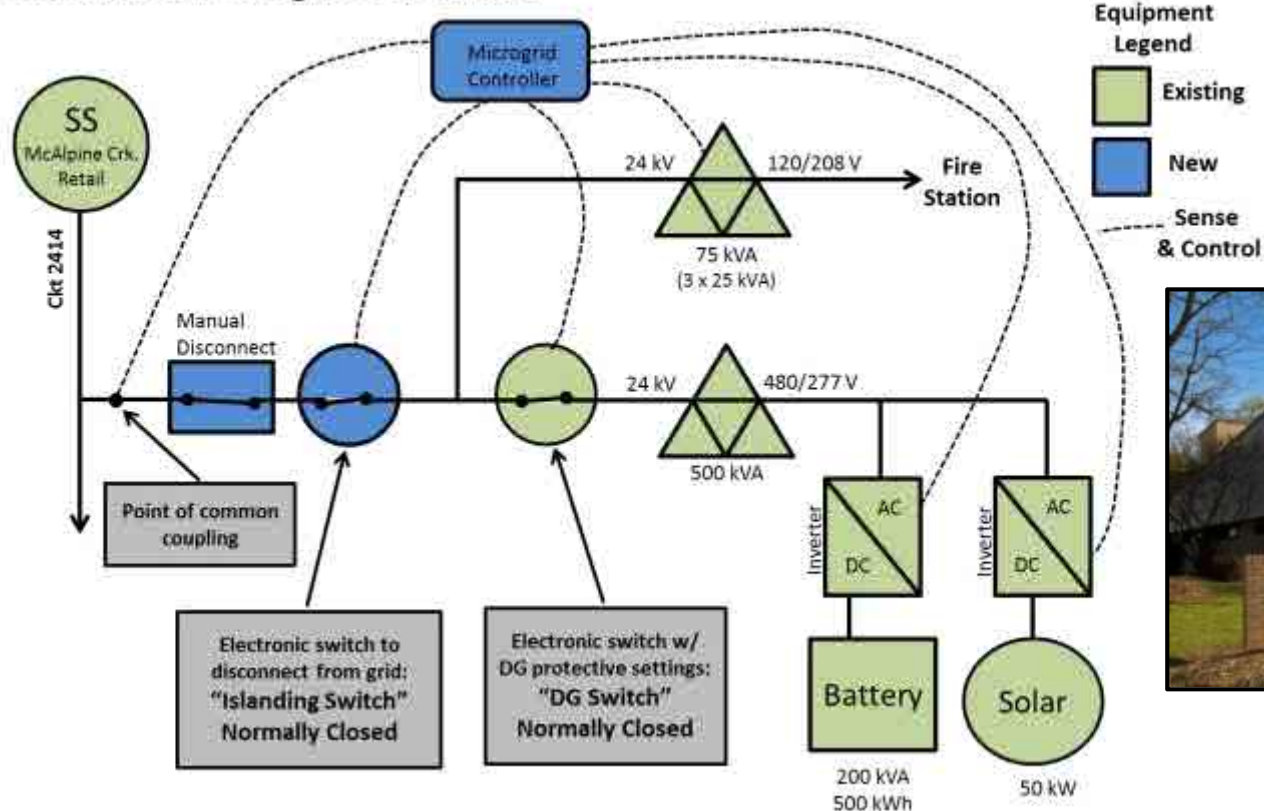 Microgrid
Controller
SS
McAlpine Crk.
Retail
Ckt 2414
24 kV
120/208 V
Fire
Station
75 kVA
(3 x 25 kVA)
Manual
Disconnect
24 kV
480/277 V
500 kVA
Point of common
coupling
Electronic switch to
disconnect from grid:
"Islanding Switch"
Normally Closed
Electronic switch w/
DG protective settings:
"DG Switch"
Normally Closed
Inverter
AC
DC
Inverter
AC
DC
Battery
200 kVA
500 kWh
Solar
50 kW
Equipment
Legend
Existing
New
Sense
& Control